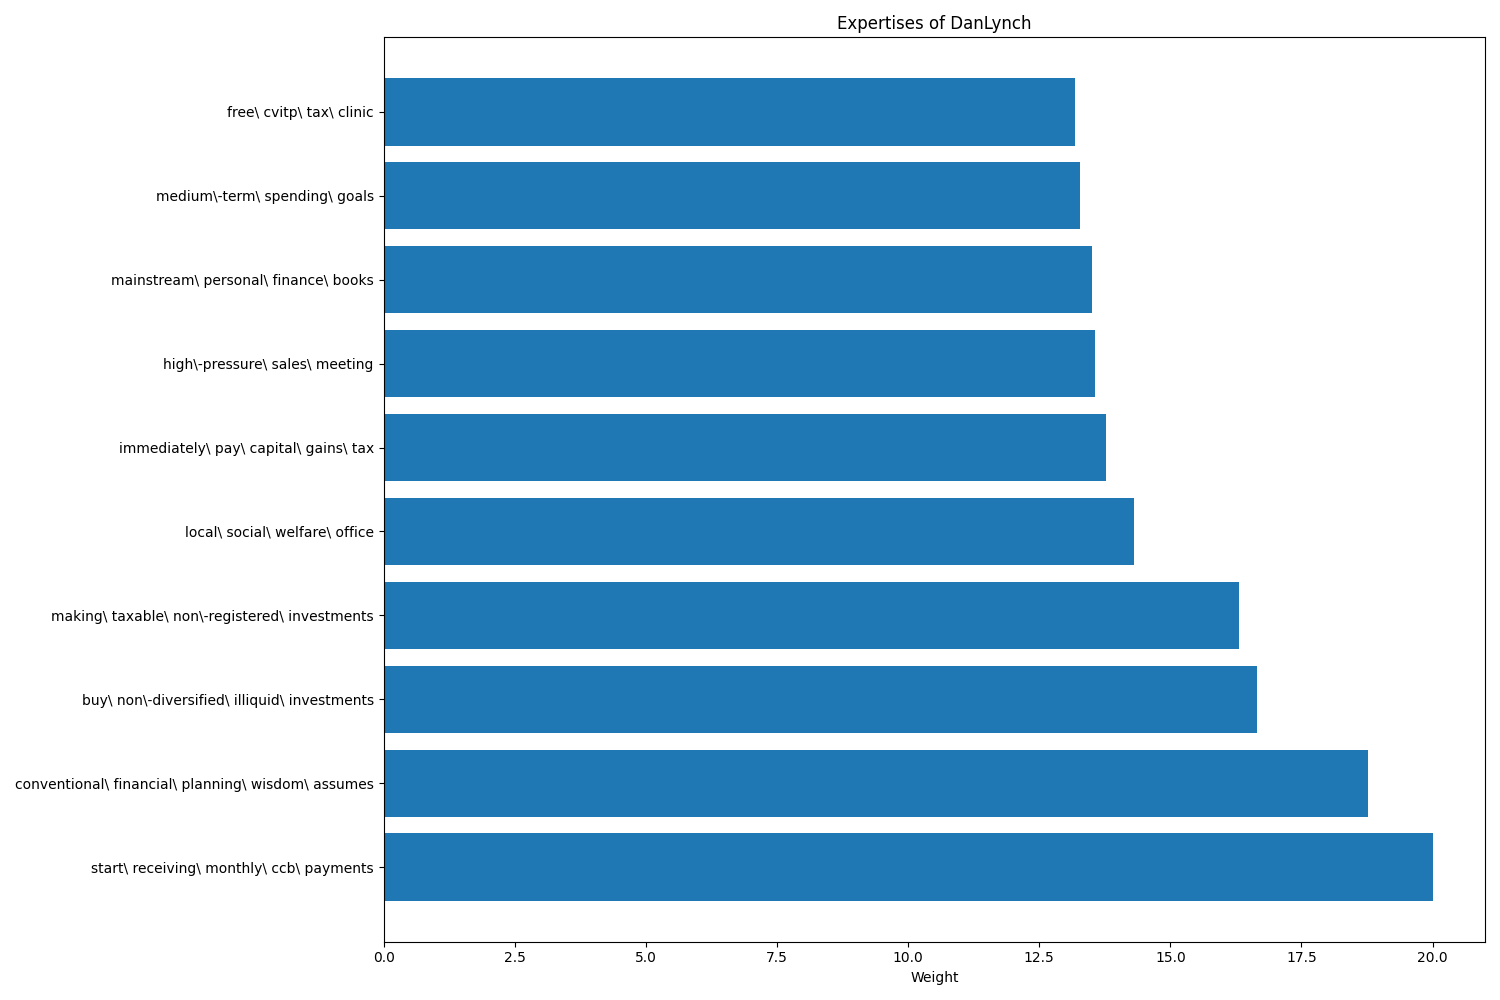 Expertises of DanLynch
free\ cvitp\ tax\ clinic
medium\-term\ spending\ goals
mainstream\ personal\ finance\ books
high\-pressure\ sales\ meeting
immediately\ pay\ capital\ gains\ tax
local\ social\ welfare\ office
making\ taxable\ non\-registered\ investments
buy\ non\-diversified\ illiquid\ investments
conventional\ financial\ planning\ wisdom\ assumes
start\ receiving\ monthly\ ccb\ payments
0.0 2.5 5.0 7.5 10.0 12.5 15.0 17.5 20.0
Weight